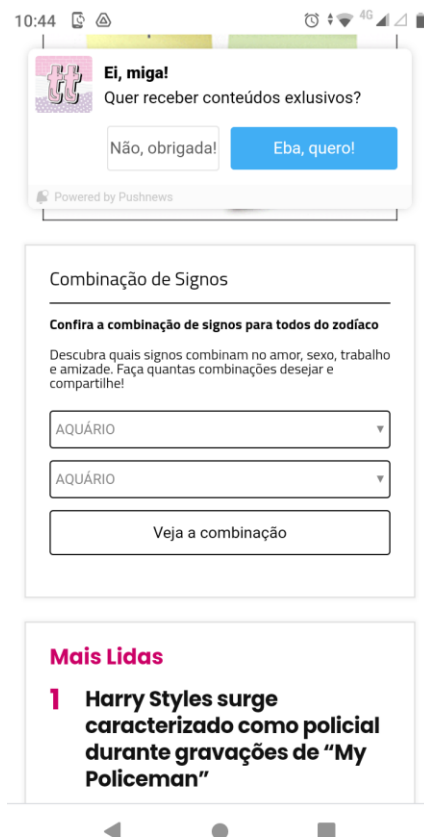 10:44
4G
tt
Ei, miga!
Quer receber conteúdos exlusivos?
Não, obrigada!
Eba, quero!
Powered by Pushnews
Combinação de Signos
Confira a combinação de signos para todos do zodíaco
Descubra quais signos combinam no amor, sexo, trabalho
e amizade. Faça quantas combinações desejar e
compartilhe!
AQUÁRIO
AQUÁRIO
Veja a combinação
Mais Lidas
1
Harry Styles surge
caracterizado como policial
durante gravações de “My
Policeman”